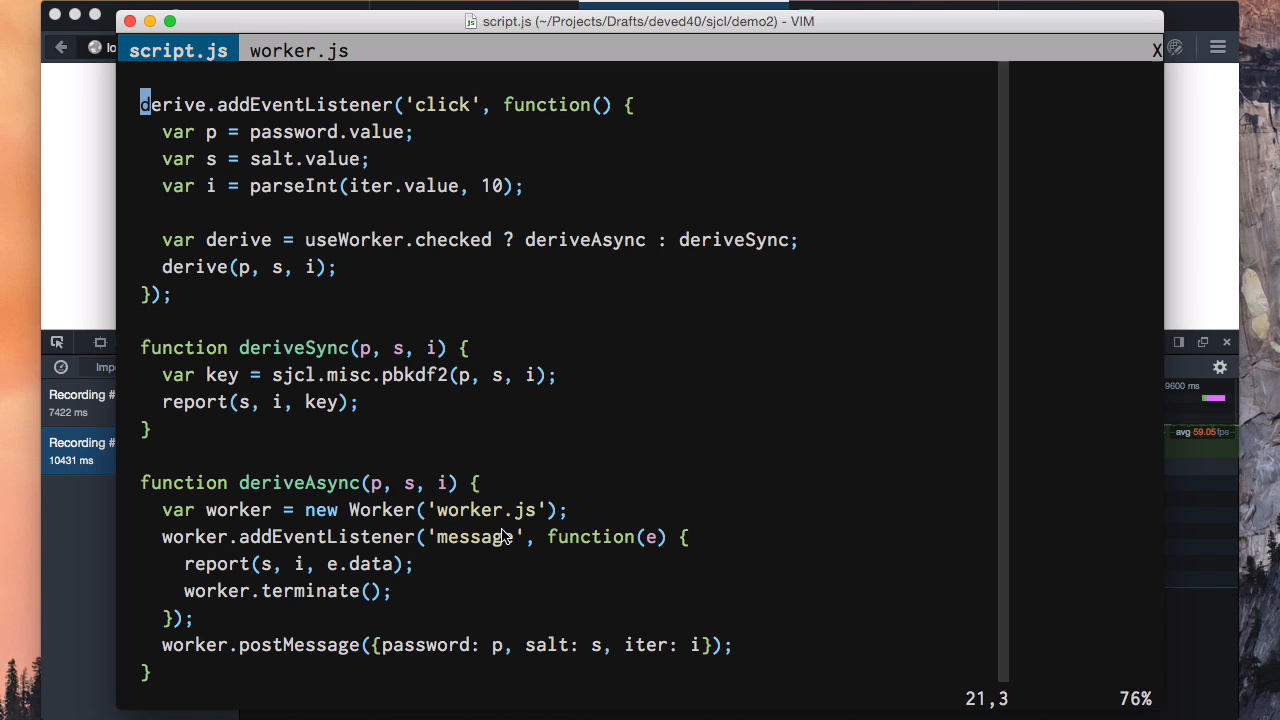 script.js (~/Projects/Drafts/deved40/sjcl/demo2) - VIM
script.js worker.js X
derive.addEventListener('click', function() {
var p = password.value;
var s = salt.value;
var i = parseInt(iter.value, 10);
var derive = useWorker.checked ? deriveAsync : deriveSync;
derive(p, s, i);
});
function deriveSync(p, s, i) {
var key = sjcl.misc.pbkdf2(p, s, i);
report(s, i, key);
}
function deriveAsync(p, s, i) {
var worker = new Worker('worker.js');
worker.addEventListener('message', function(e) {
report(s, i, e.data);
worker.terminate();
});
worker.postMessage({password: p, salt: s, iter: i});
}
21,3 76%
lo
Impo
Recording #
7422 ms
Recording #
10431 ms
9600 ms
avg 59.05 fps